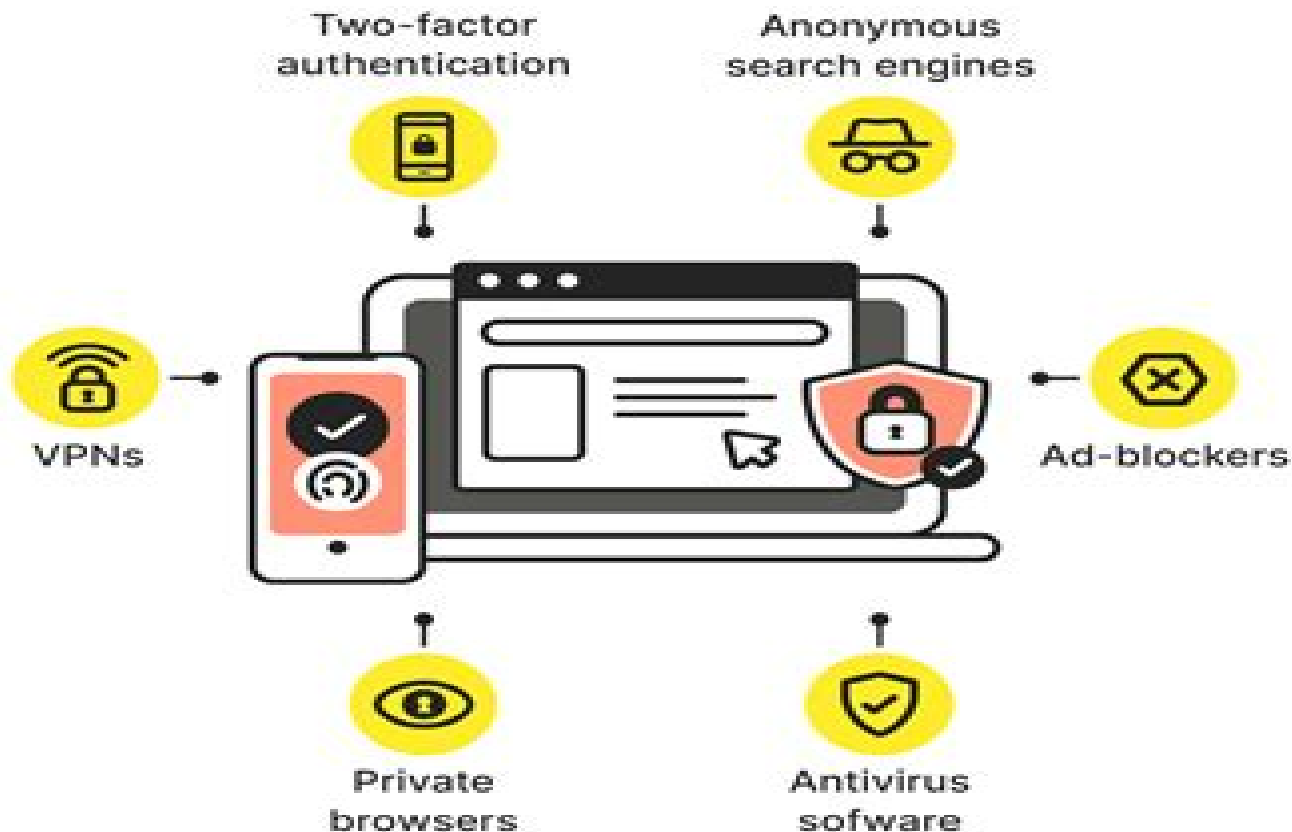 Two-factor
authentication
Anonymous
search engines
VPNs
Ad-blockers
Private
browsers
Antivirus
sofware